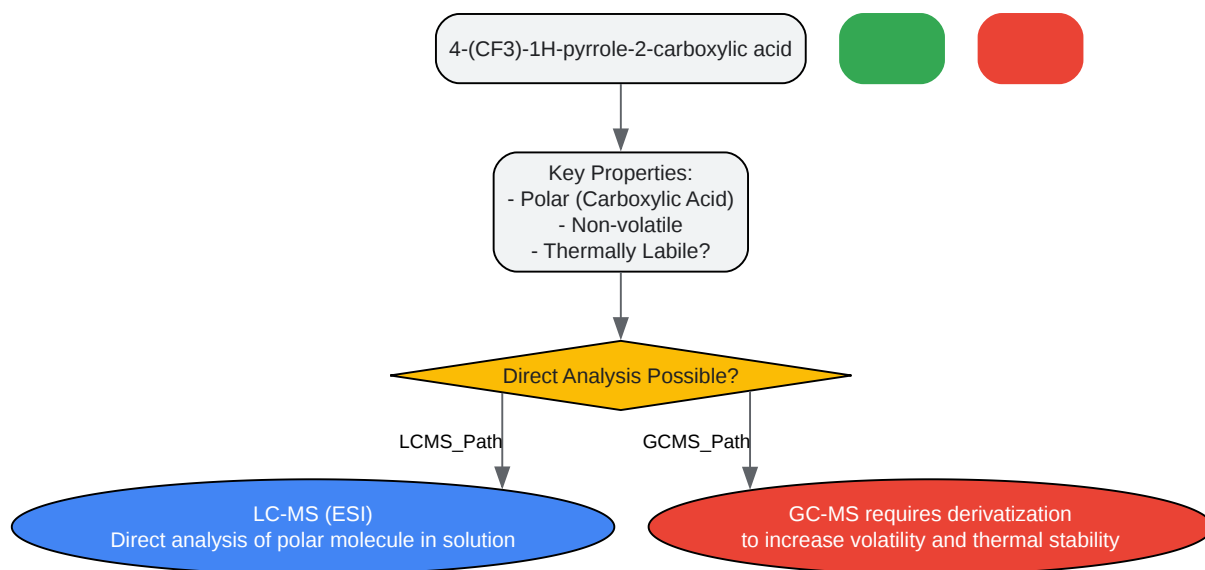 4-(CF3)-1H-pyrrole-2-carboxylic acid
Key Properties:
- Polar (Carboxylic Acid)
- Non-volatile
- Thermally Labile?
Direct Analysis Possible?
LCMS_Path
GCMS_Path
LC-MS (ESI)
Direct analysis of polar molecule in solution
GC-MS requires derivatization
to increase volatility and thermal stability